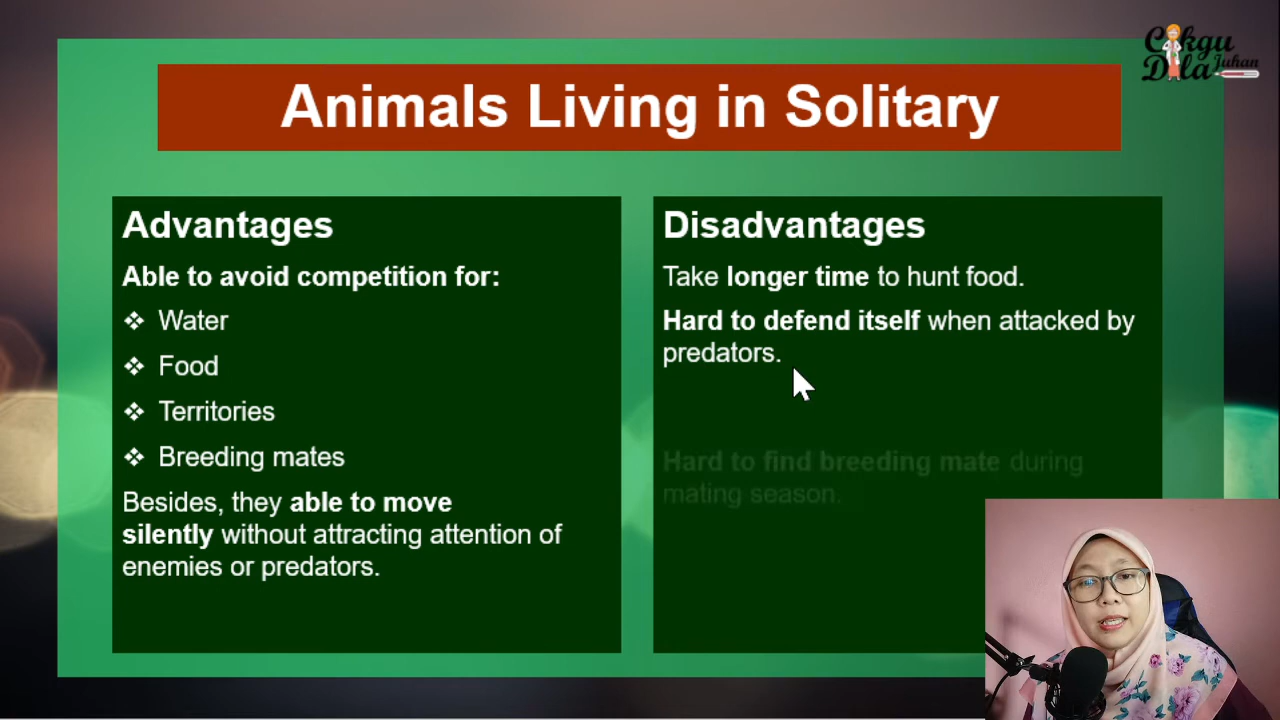 Cikgu
Dila Juhan
Animals Living in Solitary
Advantages
Able to avoid competition for:
❖ Water
❖ Food
❖ Territories
❖ Breeding mates
Besides, they able to move
silently without attracting attention of
enemies or predators.
Disadvantages
Take longer time to hunt food.
Hard to defend itself when attacked by
predators.
Hard to find breeding mate during
mating season.